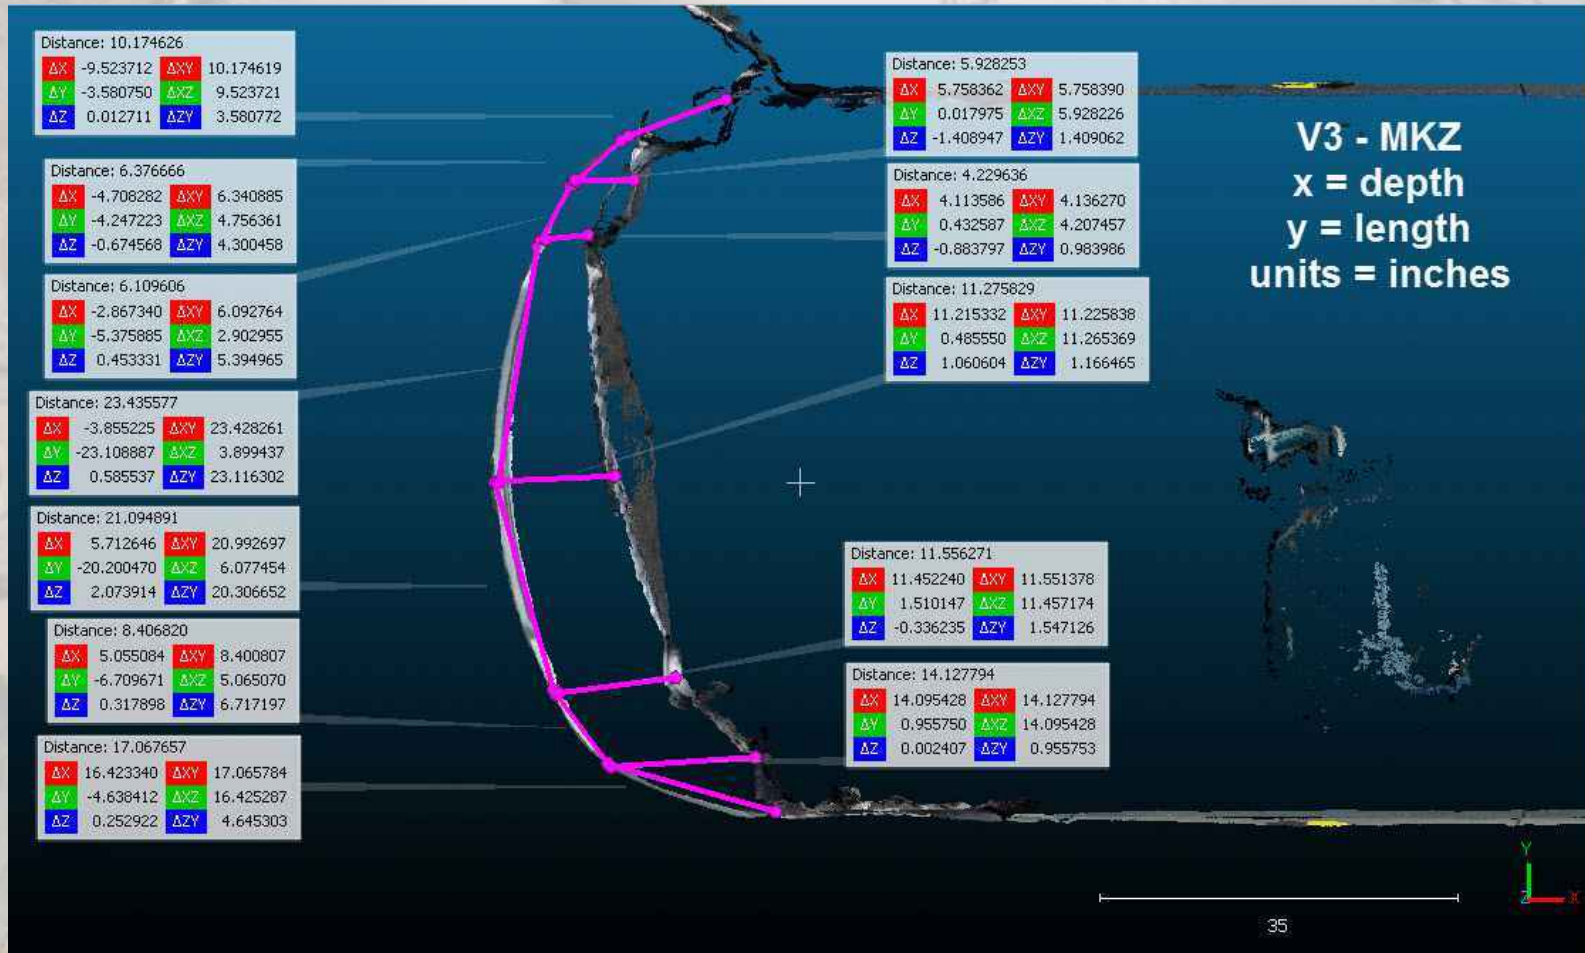 Distance: 10.174626
ΔX -9.523712 ΔXY 10.174619
ΔY -3.580750 ΔXZ 9.523721
ΔZ 0.012711 ΔZY 3.580772
Distance: 6.376666
ΔX -4.708282 ΔXY 6.340885
ΔY -4.247223 ΔXZ 4.756361
ΔZ -0.674568 ΔZY 4.300458
Distance: 6.109606
ΔX -2.867340 ΔXY 6.092764
ΔY -5.375885 ΔXZ 2.902955
ΔZ 0.453331 ΔZY 5.394965
Distance: 23.435577
ΔX -3.855225 ΔXY 23.428261
ΔY -23.108887 ΔXZ 3.899437
ΔZ 0.585537 ΔZY 23.116302
Distance: 21.094891
ΔX 5.712646 ΔXY 20.992697
ΔY -20.200470 ΔXZ 6.077454
ΔZ 2.073914 ΔZY 20.306652
Distance: 8.406820
ΔX 5.055084 ΔXY 8.400807
ΔY -6.709671 ΔXZ 5.065070
ΔZ 0.317898 ΔZY 6.717197
Distance: 17.067657
ΔX 16.423340 ΔXY 17.065784
ΔY -4.638412 ΔXZ 16.425287
ΔZ 0.252922 ΔZY 4.645303
Distance: 5.928253
ΔX 5.758362 ΔXY 5.758390
ΔY 0.017975 ΔXZ 5.928226
ΔZ -1.408947 ΔZY 1.409062
Distance: 4.229636
ΔX 4.113586 ΔXY 4.136270
ΔY 0.432587 ΔXZ 4.207457
ΔZ -0.883797 ΔZY 0.983986
Distance: 11.275829
ΔX 11.215332 ΔXY 11.225838
ΔY 0.485550 ΔXZ 11.265369
ΔZ 1.060604 ΔZY 1.166465
Distance: 11.556271
ΔX 11.452240 ΔXY 11.551378
ΔY 1.510147 ΔXZ 11.457174
ΔZ -0.336235 ΔZY 1.547126
Distance: 14.127794
ΔX 14.095428 ΔXY 14.127794
ΔY 0.955750 ΔXZ 14.095428
ΔZ 0.002407 ΔZY 0.955753
V3 - MKZ
x = depth
y = length
units = inches
Y
Z X
35